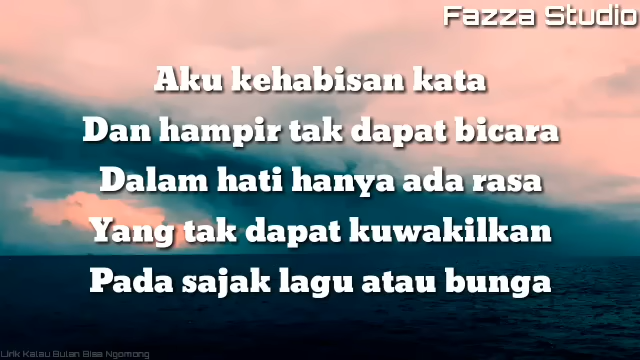 Fazza Studio
Aku kehabisan kata
Dan hampir tak dapat bicara
Dalam hati hanya ada rasa
Yang tak dapat kuwakilkan
Pada sajak lagu atau bunga
Lirik Kalau Bulan Bisa Ngomong